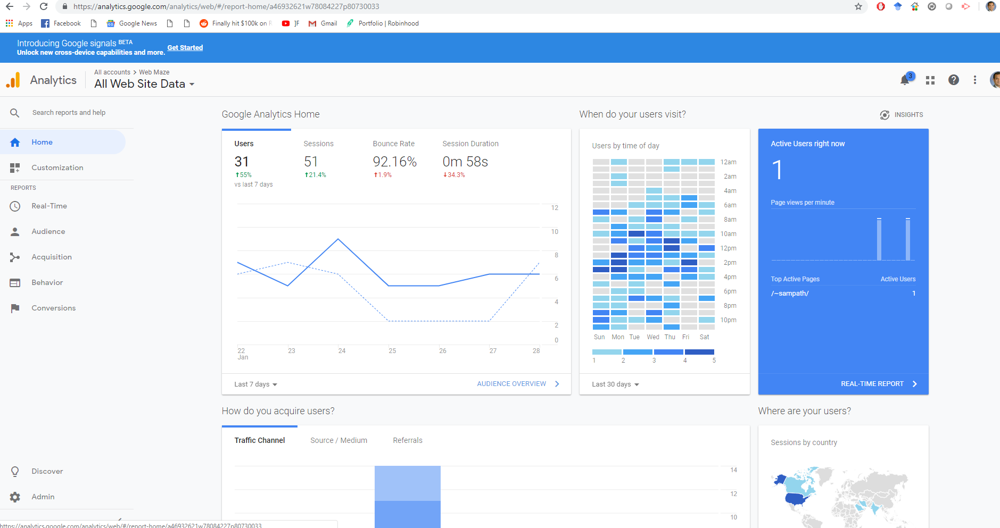 https://analytics.google.com/analytics/web/#/report-home/a46932621w78084227p80730033
Apps Facebook Google News Finally hit $100k on R ]F Gmail Portfolio | Robinhood
Introducing Google signals BETA
Unlock new cross-device capabilities and more. Get Started
Analytics
All accounts > Web Maze
All Web Site Data
3
Search reports and help
Home
Customization
REPORTS
Real-Time
Audience
Acquisition
Behavior
Conversions
Discover
Admin
Google Analytics Home
Users Sessions Bounce Rate Session Duration
31 51 92.16% 0m 58s
55% 21.4% 1.9% 34.3%
vs last 7 days
12
10
8
6
4
2
0
22 23 24 25 26 27 28
Jan
Last 7 days AUDIENCE OVERVIEW
When do your users visit?
Users by time of day
12am
2am
4am
6am
8am
10am
12pm
2pm
4pm
6pm
8pm
10pm
Sun Mon Tue Wed Thu Fri Sat
1 2 3 4 5
Last 30 days
INSIGHTS
Active Users right now
1
Page views per minute
Top Active Pages Active Users
/~sampath/ 1
REAL-TIME REPORT
How do you acquire users?
Traffic Channel Source / Medium Referrals
14
12
10
Where are your users?
Sessions by country
https://analytics.google.com/analytics/web/#/report-home/a46932621w78084227p80730033